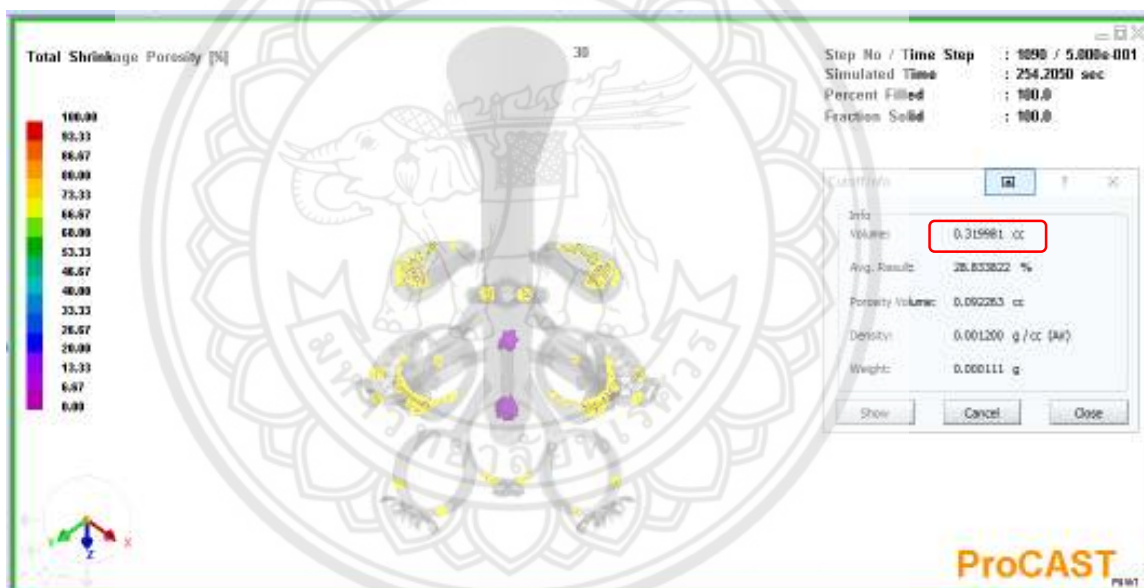 Total Shrinkage Porosity [%]
30
Step No / Time Step : 1090 / 5.000e-001
Simulated Time : 254.2050 sec
Percent Filled : 100.0
Fraction Solid : 100.0
100.00
93.33
86.67
80.00
73.33
66.67
60.00
53.33
46.67
40.00
33.33
26.67
20.00
13.33
6.67
0.00
Cutoff Info
Info
Volume: 0.319981 cc
Avg. Result: 28.833822 %
Porosity Volume: 0.092263 cc
Density: 0.001200 g/cc (Air)
Weight: 0.000111 g
Show Cancel Close
Y X
Z
ProCAST